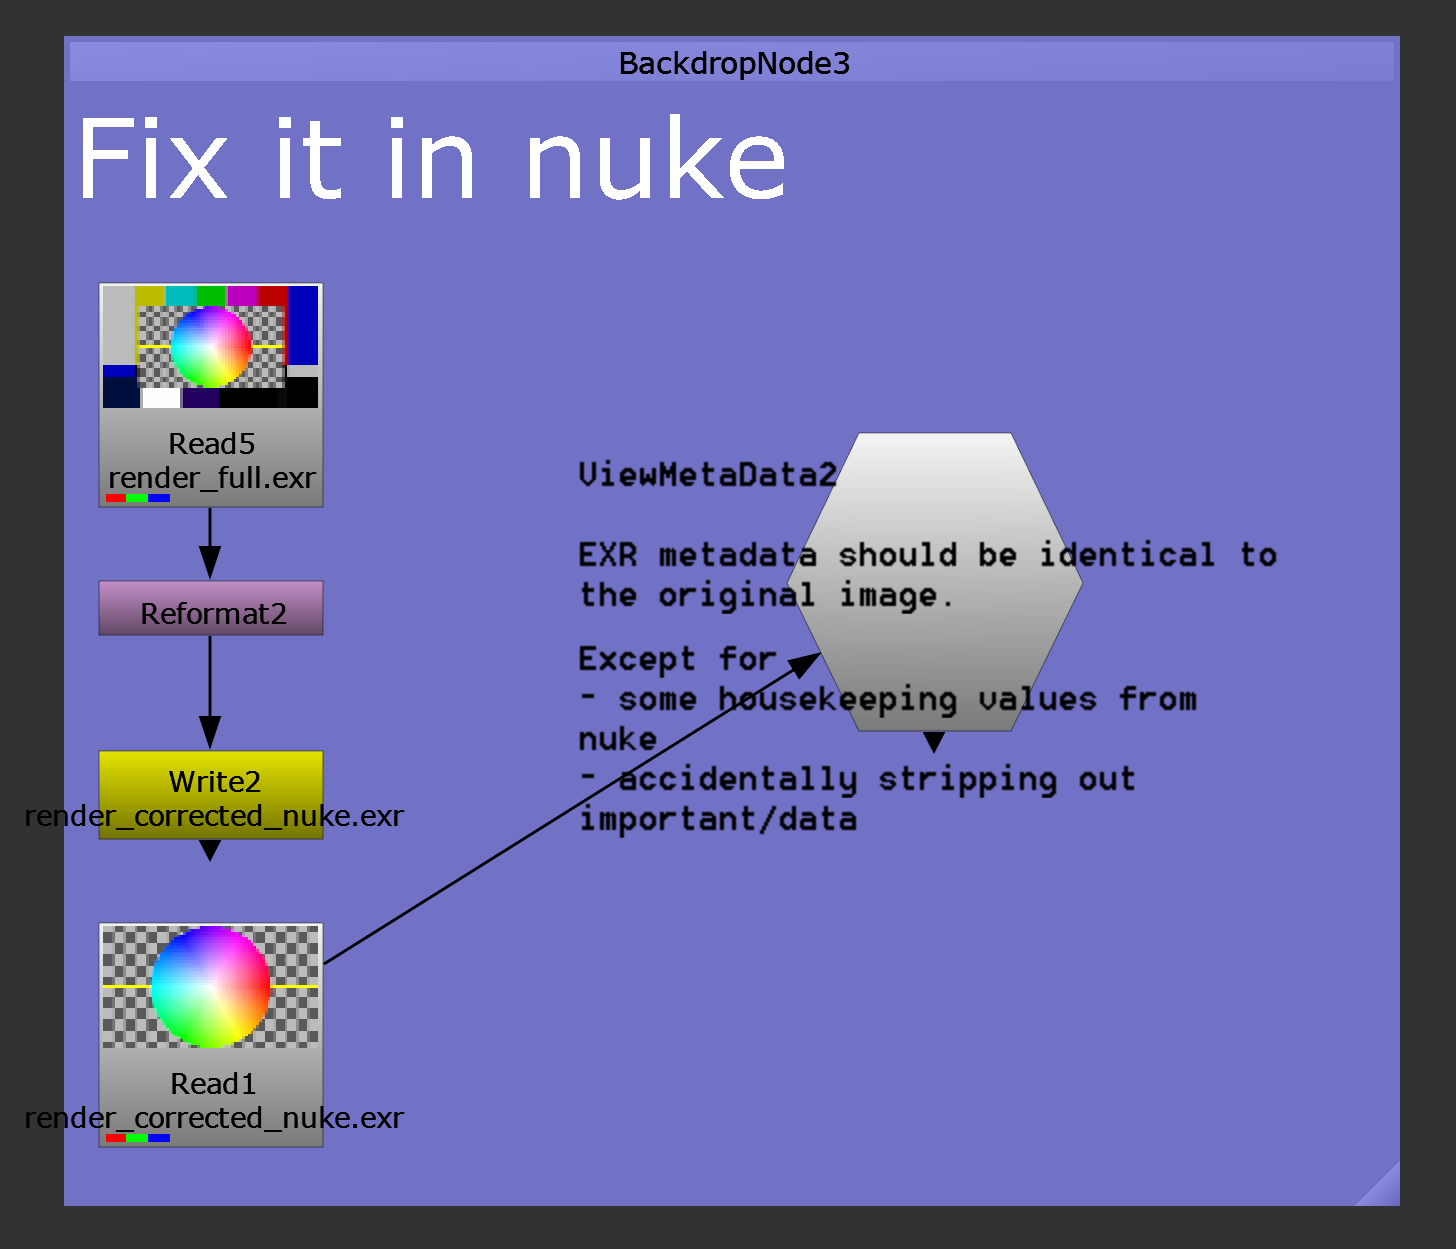 BackdropNode3
Fix it in nuke
Read5
render_full.exr
Reformat2
Write2
render_corrected_nuke.exr
Read1
render_corrected_nuke.exr
ViewMetaData2
EXR metadata should be identical to
the original image.
Except for
- some housekeeping values from
nuke
- accidentally stripping out
important/data